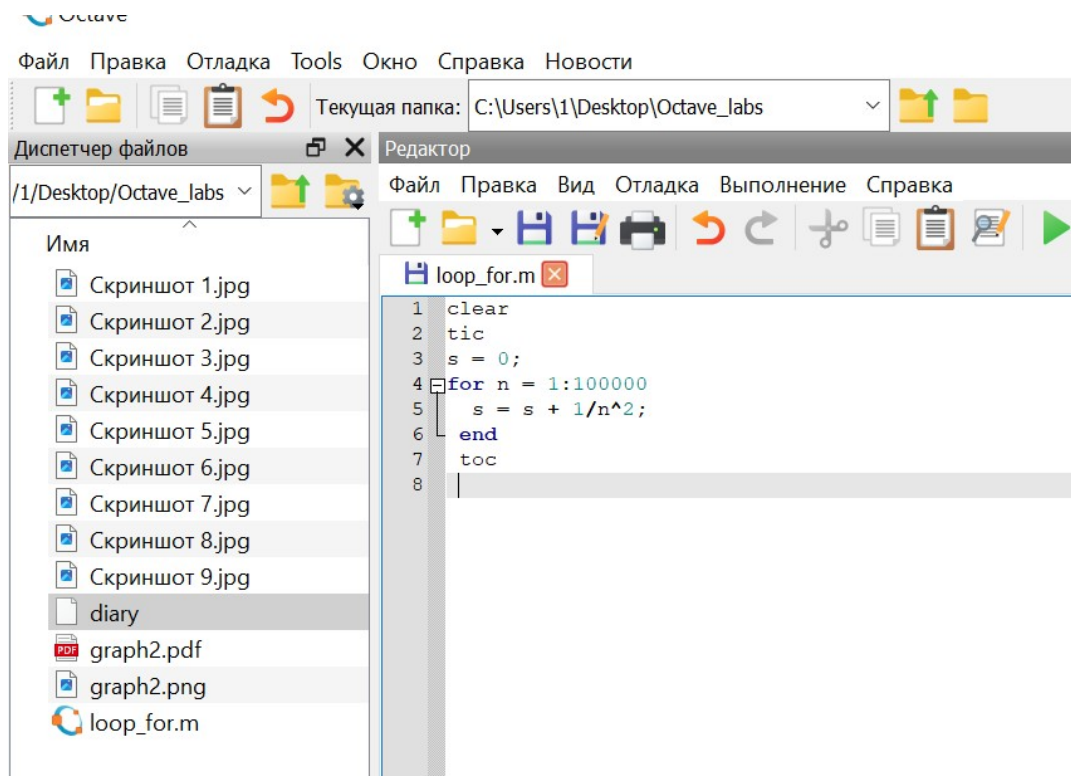 Octave
Файл Правка Отладка Tools Окно Справка Новости
Текущая папка: C:\Users\1\Desktop\Octave_labs
Диспетчер файлов
/1/Desktop/Octave_labs
Имя
Скриншот 1.jpg
Скриншот 2.jpg
Скриншот 3.jpg
Скриншот 4.jpg
Скриншот 5.jpg
Скриншот 6.jpg
Скриншот 7.jpg
Скриншот 8.jpg
Скриншот 9.jpg
diary
PDF graph2.pdf
graph2.png
loop_for.m
Редактор
Файл Правка Вид Отладка Выполнение Справка
loop_for.m
1 clear
2 tic
3 s = 0;
4 for n = 1:100000
5 s = s + 1/n^2;
6 end
7 toc
8